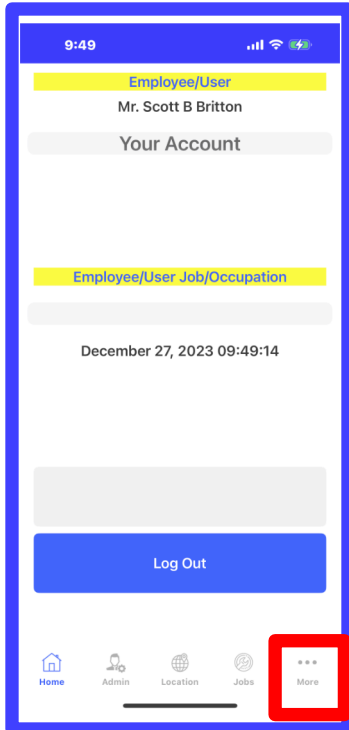 9:49
Employee/User
Mr. Scott B Britton
Your Account
Employee/User Job/Occupation
December 27, 2023 09:49:14
Log Out
Home Admin Location Jobs More